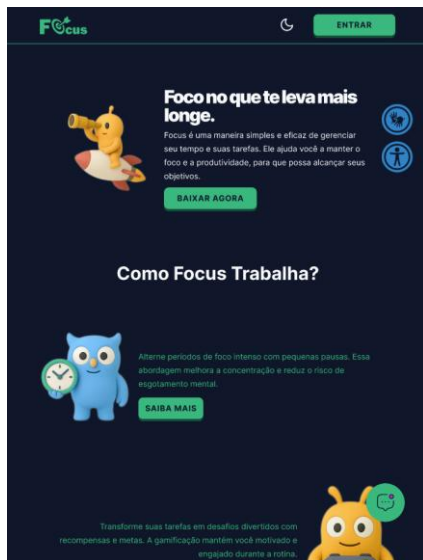 Focus
ENTRAR
Foco no que te leva mais
longe.
Focus é uma maneira simples e eficaz de gerenciar
seu tempo e suas tarefas. Ele ajuda você a manter o
foco e a produtividade, para que possa alcançar seus
objetivos.
BAIXAR AGORA
Como Focus Trabalha?
Alterne períodos de foco intenso com pequenas pausas. Essa
abordagem melhora a concentração e reduz o risco de
esgotamento mental.
SAIBA MAIS
Transforme suas tarefas em desafios divertidos com
recompensas e metas. A gamificação mantém você motivado e
engajado durante a rotina.